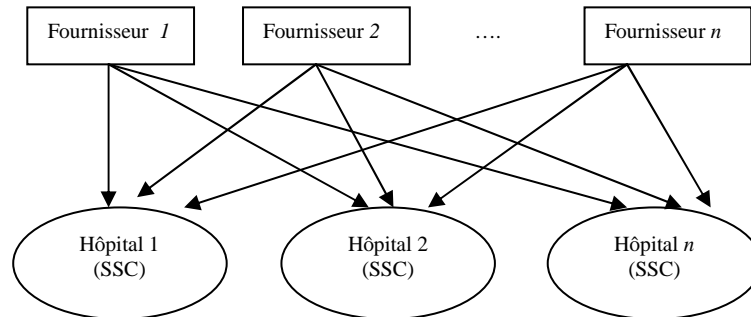 Fournisseur 1 Fournisseur 2 …. Fournisseur n
Hôpital 1 Hôpital 2 Hôpital n
(SSC) (SSC) (SSC)